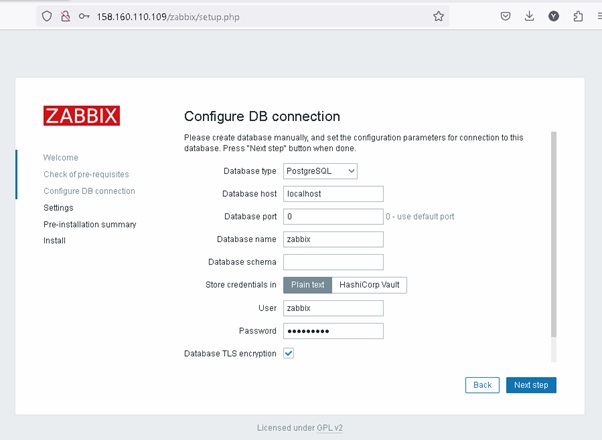 158.160.110.109/zabbix/setup.php
ZABBIX
Welcome
Check of pre-requisites
Configure DB connection
Settings
Pre-installation summary
Install
Configure DB connection
Please create database manually, and set the configuration parameters for connection to this
database. Press "Next step" button when done.
Database type PostgreSQL
Database host localhost
Database port 0 0 - use default port
Database name zabbix
Database schema
Store credentials in Plain text HashiCorp Vault
User zabbix
Password •••••••••
Database TLS encryption
Back Next step
Licensed under GPL v2